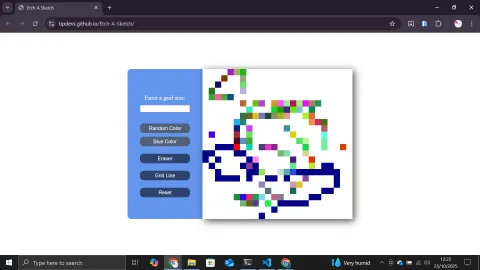 Etch A Sketch
tipdevs.github.io/Etch-A-Sketch/
Enter a grid size:
Random Color
Blue Color
Eraser
Grid Line
Reset
Type here to search
Very humid
12:22
25/10/2025